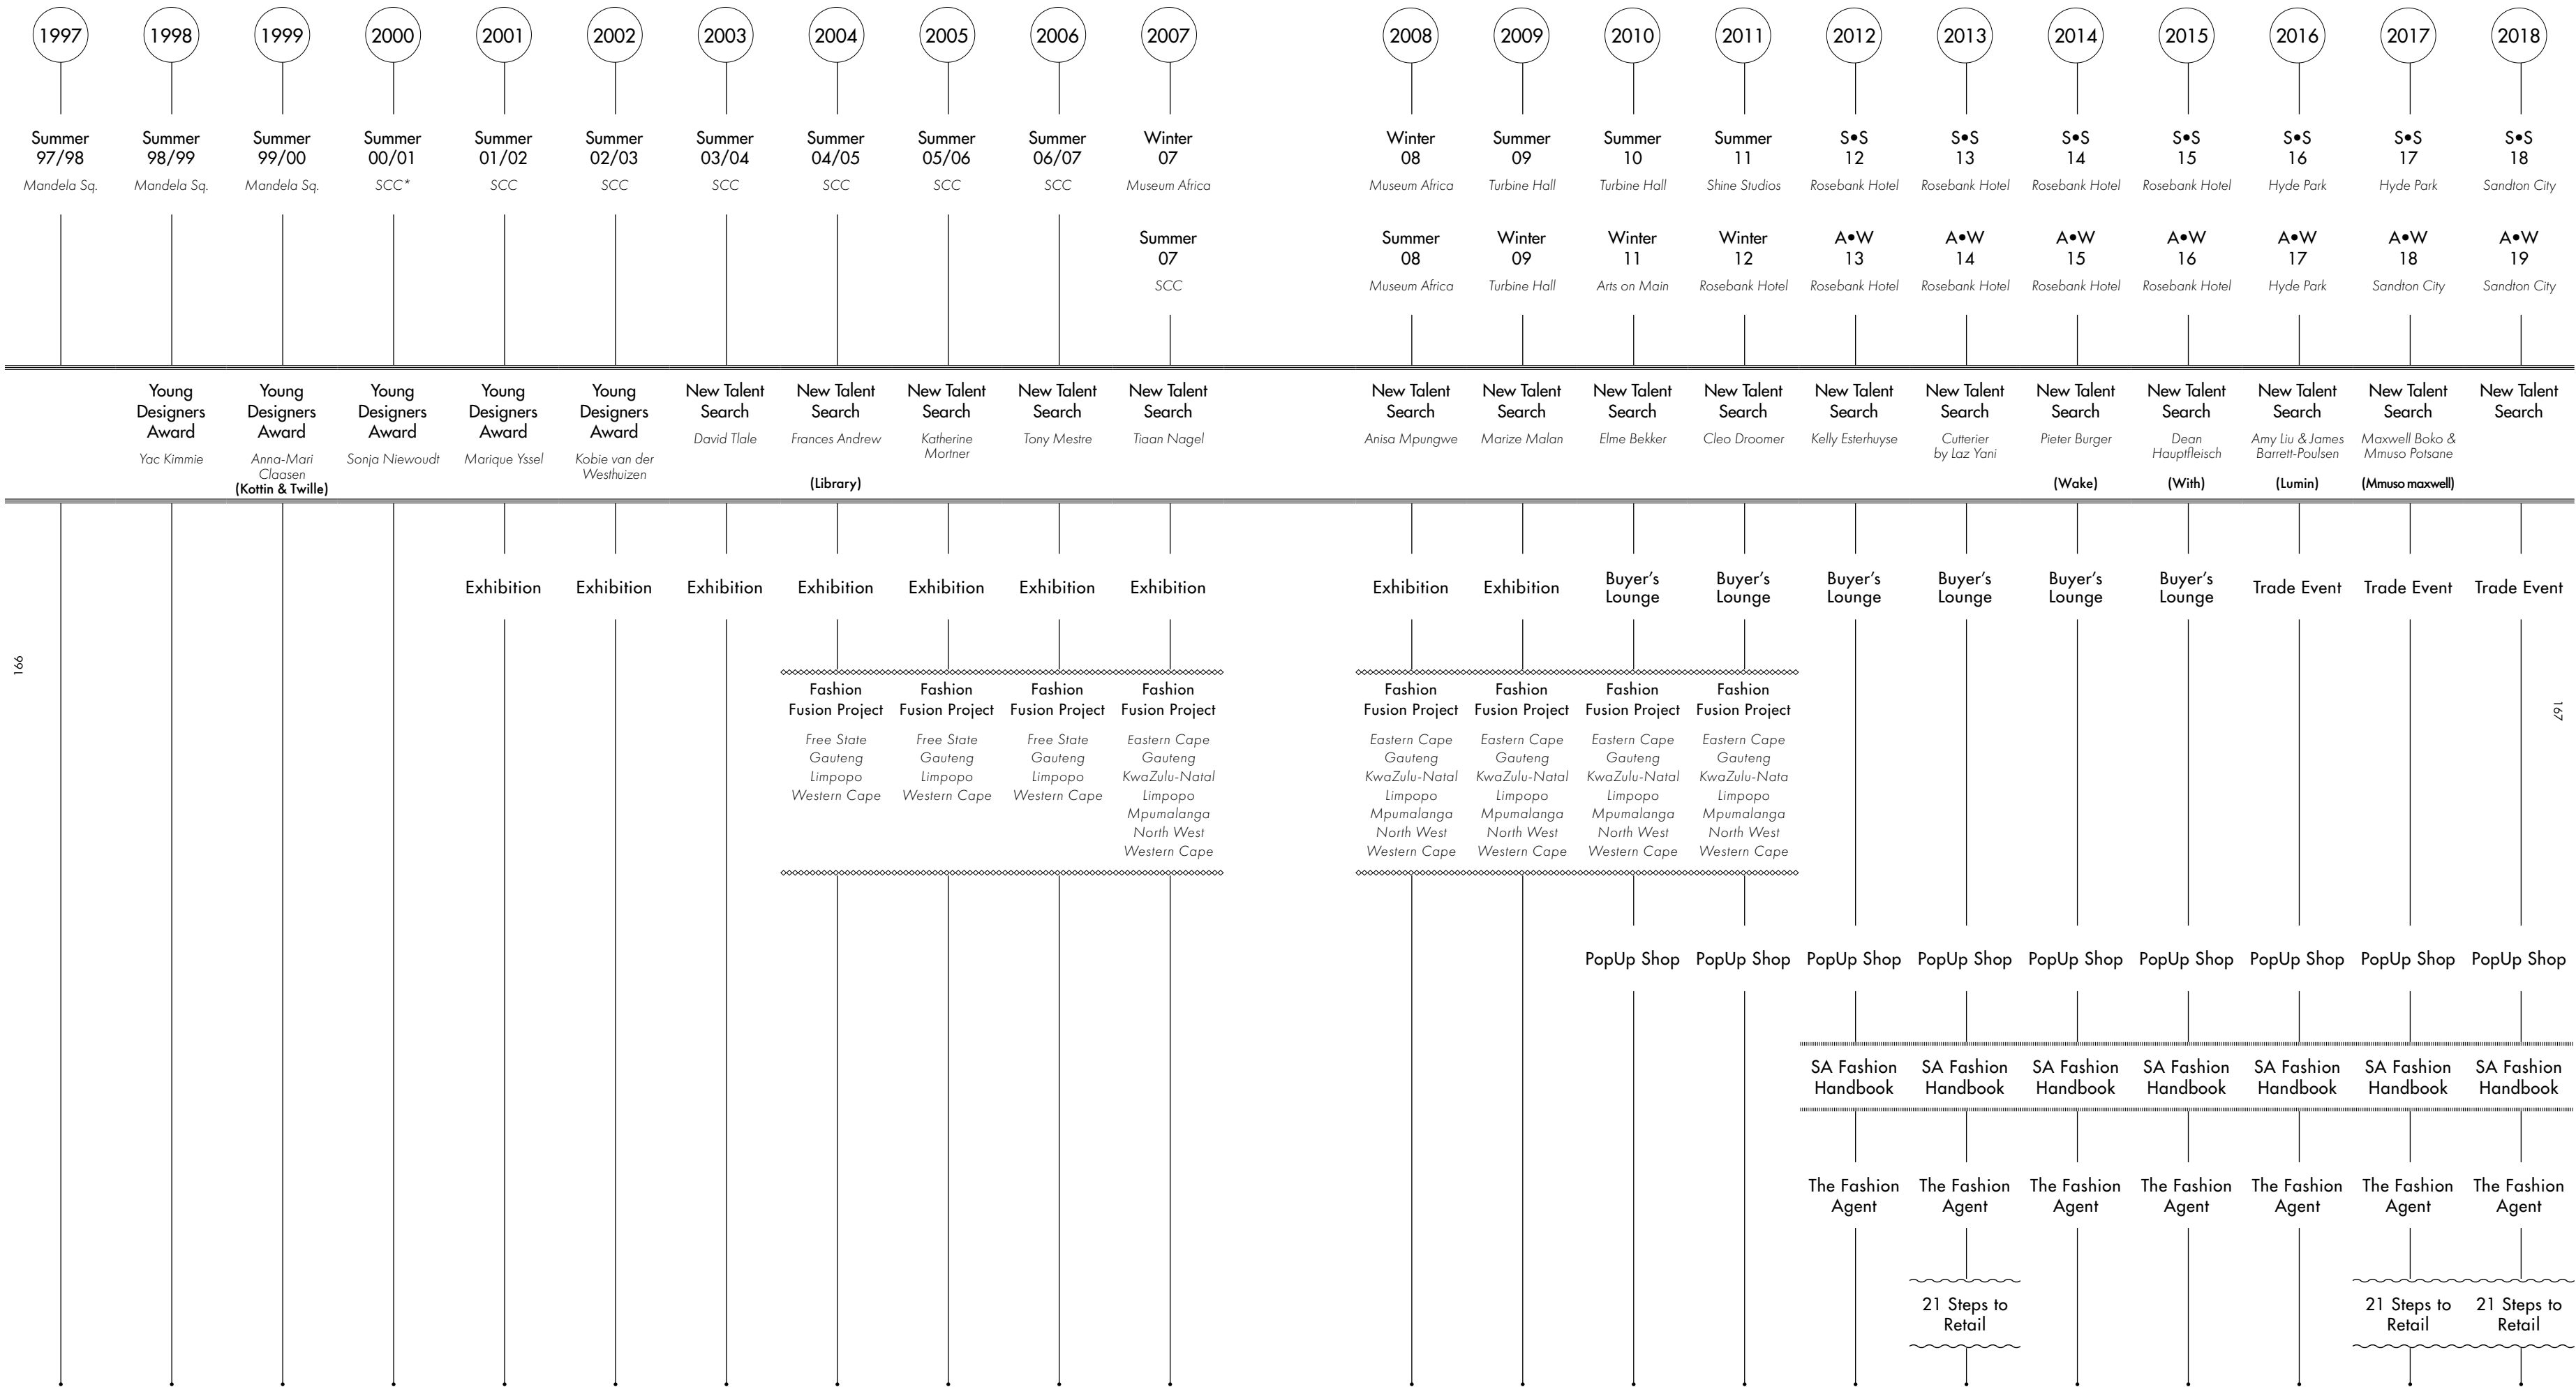 1997 1998 1999 2000 2001 2002 2003 2004 2005 2006 2007 2008 2009 2010 2011 2012 2013 2014 2015 2016 2017 2018
Summer Summer Summer Summer Summer Summer Summer Summer Summer Summer Winter Winter Summer Summer Summer S•S S•S S•S S•S S•S S•S S•S
97/98 98/99 99/00 00/01 01/02 02/03 03/04 04/05 05/06 06/07 07 08 09 10 11 12 13 14 15 16 17 18
Mandela Sq. Mandela Sq. Mandela Sq. SCC* SCC SCC SCC SCC SCC SCC Museum Africa Museum Africa Turbine Hall Turbine Hall Shine Studios Rosebank Hotel Rosebank Hotel Rosebank Hotel Rosebank Hotel Hyde Park Hyde Park Sandton City
Summer Summer Winter Winter Winter A•W A•W A•W A•W A•W A•W A•W
07 08 09 11 12 13 14 15 16 17 18 19
SCC Museum Africa Turbine Hall Arts on Main Rosebank Hotel Rosebank Hotel Rosebank Hotel Rosebank Hotel Rosebank Hotel Hyde Park Sandton City Sandton City
Young Young Young Young Young New Talent New Talent New Talent New Talent New Talent New Talent New Talent New Talent New Talent New Talent New Talent New Talent New Talent New Talent New Talent New Talent
Designers Designers Designers Designers Designers Search Search Search Search Search Search Search Search Search Search Search Search Search Search Search Search
Award Award Award Award Award
David Tlale Frances Andrew Katherine Tony Mestre Tiaan Nagel Anisa Mpungwe Marize Malan Elme Bekker Cleo Droomer Kelly Esterhuyse Cutterier Pieter Burger Dean Amy Liu & James Maxwell Boko &
Mortner by Laz Yani Hauptfleisch Barrett-Poulsen Mmuso Potsane
Yac Kimmie Anna-Mari Sonja Niewoudt Marique Yssel Kobie van der
Claasen Westhuizen
(Kottin & Twille) (Library) (Wake) (With) (Lumin) (Mmuso maxwell)
Exhibition Exhibition Exhibition Exhibition Exhibition Exhibition Exhibition Exhibition Exhibition Buyer's Buyer's Buyer's Buyer's Buyer's Buyer's Trade Event Trade Event Trade Event
Lounge Lounge Lounge Lounge Lounge Lounge
166
167
Fashion Fashion Fashion Fashion Fashion Fashion Fashion Fashion
Fusion Project Fusion Project Fusion Project Fusion Project Fusion Project Fusion Project Fusion Project Fusion Project
Free State Free State Free State Eastern Cape Eastern Cape Eastern Cape Eastern Cape Eastern Cape
Gauteng Gauteng Gauteng Gauteng Gauteng Gauteng Gauteng Gauteng
Limpopo Limpopo Limpopo KwaZulu-Natal KwaZulu-Natal KwaZulu-Natal KwaZulu-Natal KwaZulu-Nata
Western Cape Western Cape Western Cape Limpopo Limpopo Limpopo Limpopo Limpopo
Mpumalanga Mpumalanga Mpumalanga Mpumalanga Mpumalanga
North West North West North West North West North West
Western Cape Western Cape Western Cape Western Cape Western Cape
PopUp Shop PopUp Shop PopUp Shop PopUp Shop PopUp Shop PopUp Shop PopUp Shop PopUp Shop PopUp Shop
SA Fashion SA Fashion SA Fashion SA Fashion SA Fashion SA Fashion SA Fashion
Handbook Handbook Handbook Handbook Handbook Handbook Handbook
The Fashion The Fashion The Fashion The Fashion The Fashion The Fashion The Fashion
Agent Agent Agent Agent Agent Agent Agent
21 Steps to 21 Steps to 21 Steps to
Retail Retail Retail